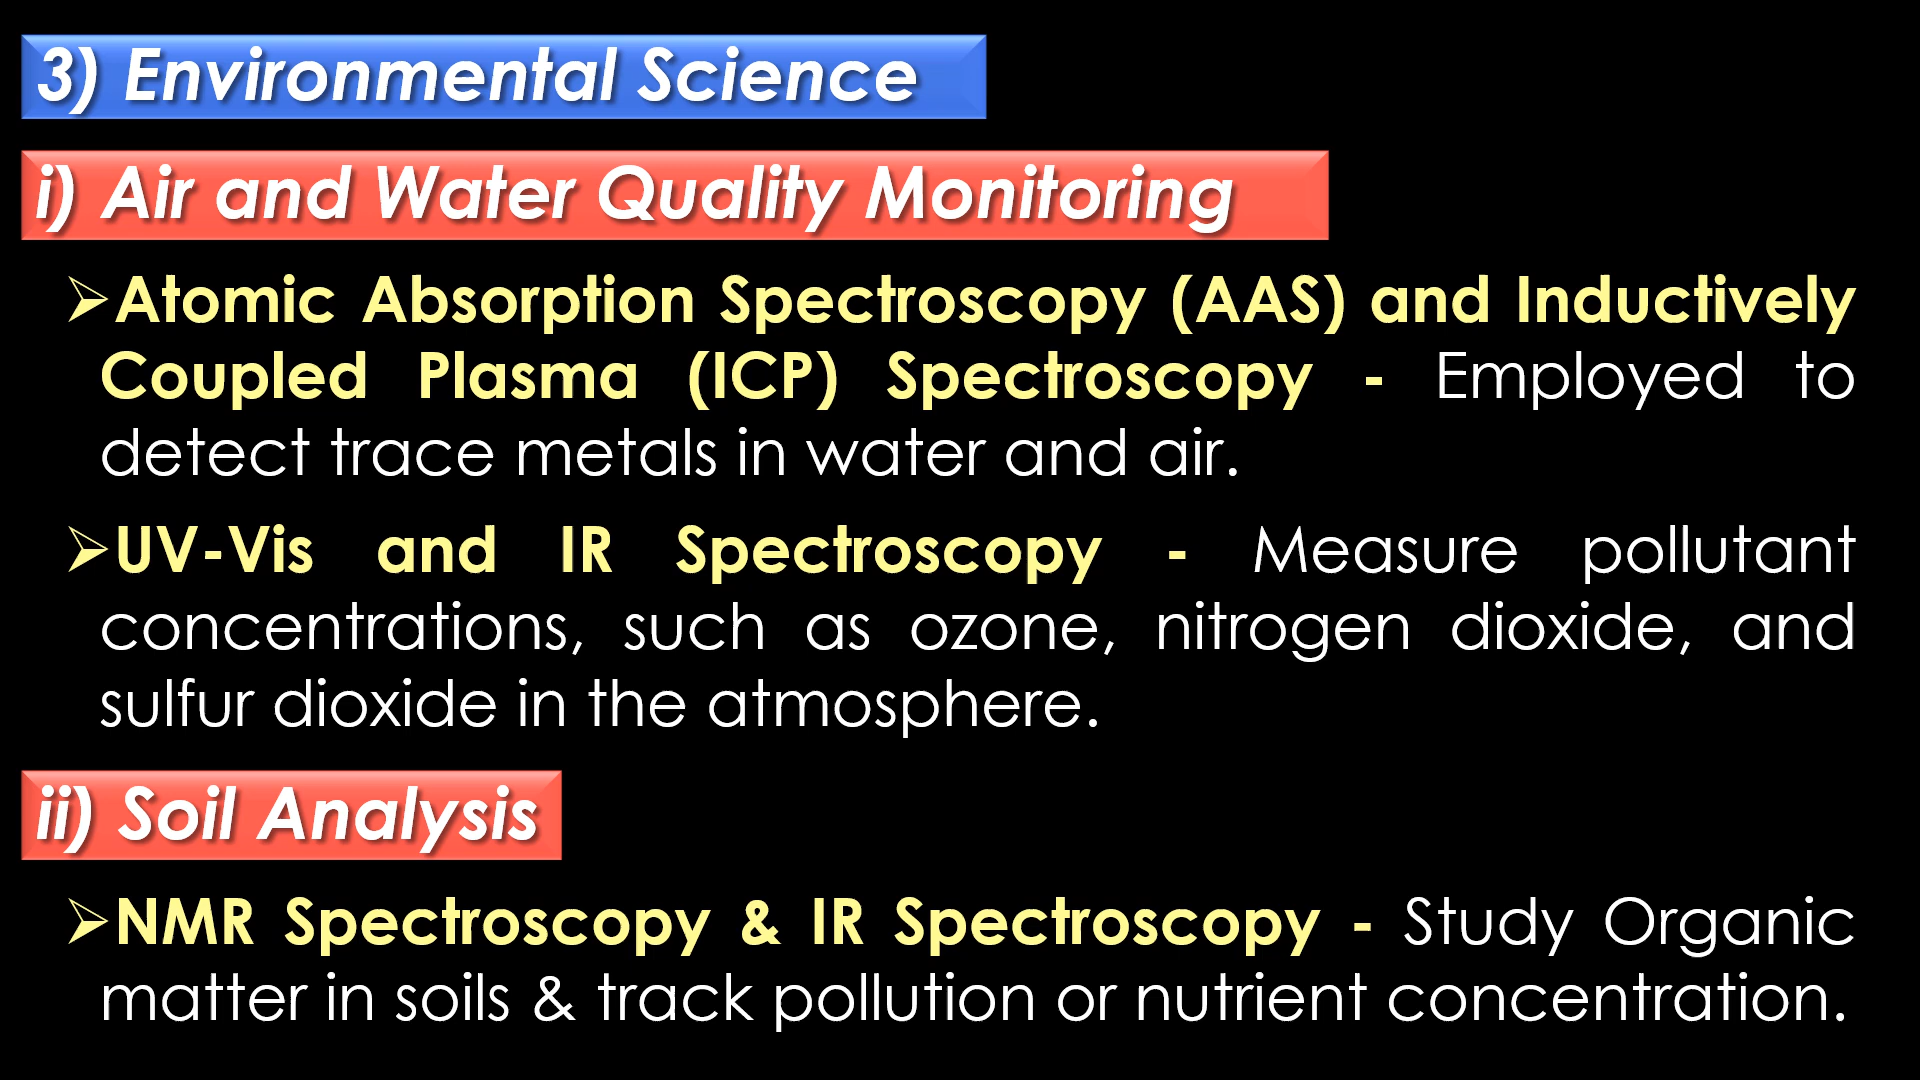 3) Environmental Science
i) Air and Water Quality Monitoring
➢Atomic Absorption Spectroscopy (AAS) and Inductively
Coupled Plasma (ICP) Spectroscopy - Employed to
detect trace metals in water and air.
➢UV-Vis and IR Spectroscopy - Measure pollutant
concentrations, such as ozone, nitrogen dioxide, and
sulfur dioxide in the atmosphere.
ii) Soil Analysis
➢NMR Spectroscopy & IR Spectroscopy - Study Organic
matter in soils & track pollution or nutrient concentration.